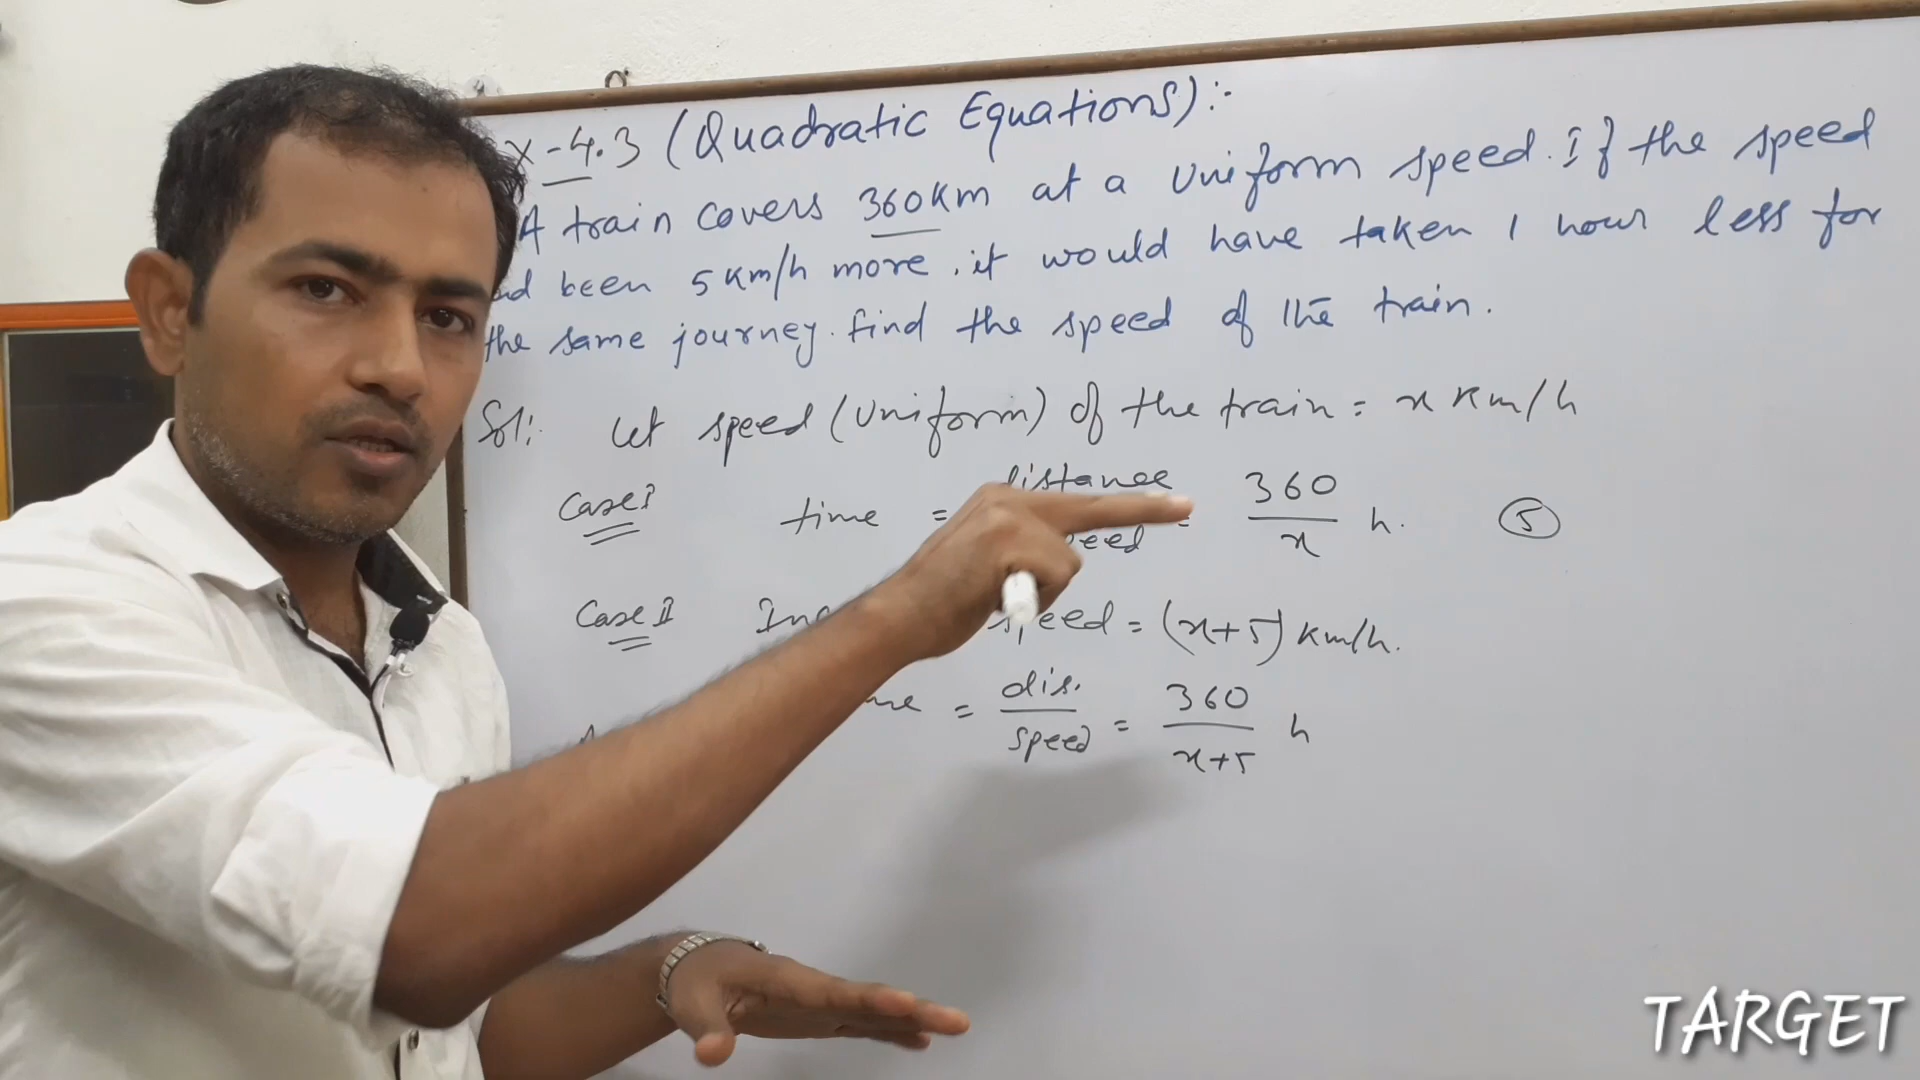 x-4.3 (Quadratic Equations):-
A train covers 360km at a uniform speed. If the speed
been 5km/h more, it would have taken 1 hour less for
the same journey. find the speed of the train.
Sol:. let speed (uniform) of the train = x km/h
Case I time = distance / speed = 360/x h. ⑤
Case II speed = (x+5) km/h.
= dis./speed = 360/x+5 h
TARGET